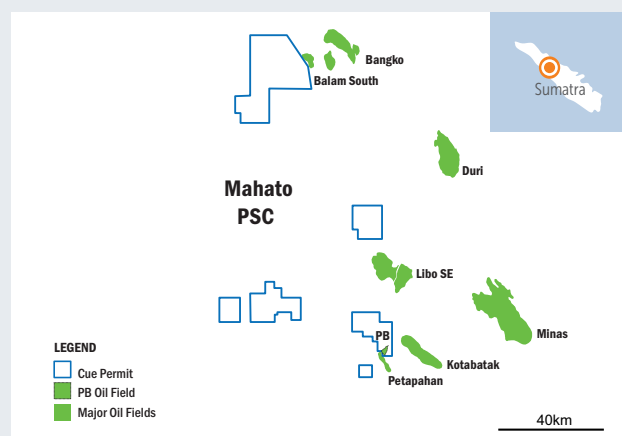 Bangko
Balam South
Sumatra
Duri
Mahato
PSC
Libo SE
Minas
PB
Kotabatak
Petapahan
LEGEND
Cue Permit
PB Oil Field
Major Oil Fields
40km